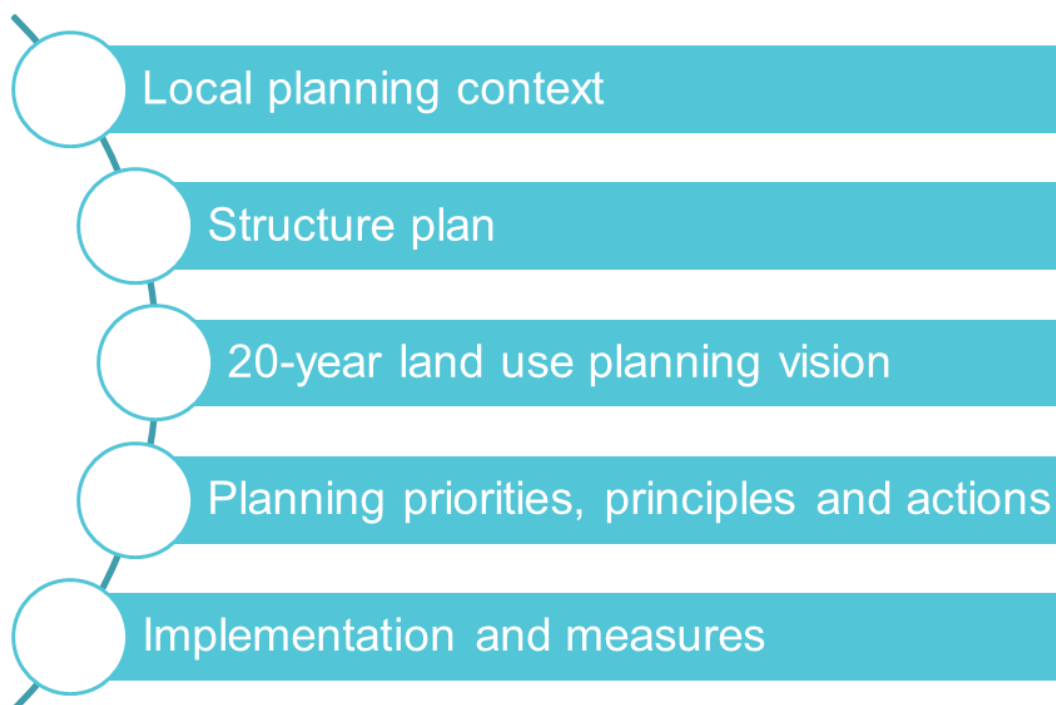 Local planning context
Structure plan
20-year land use planning vision
Planning priorities, principles and actions
Implementation and measures